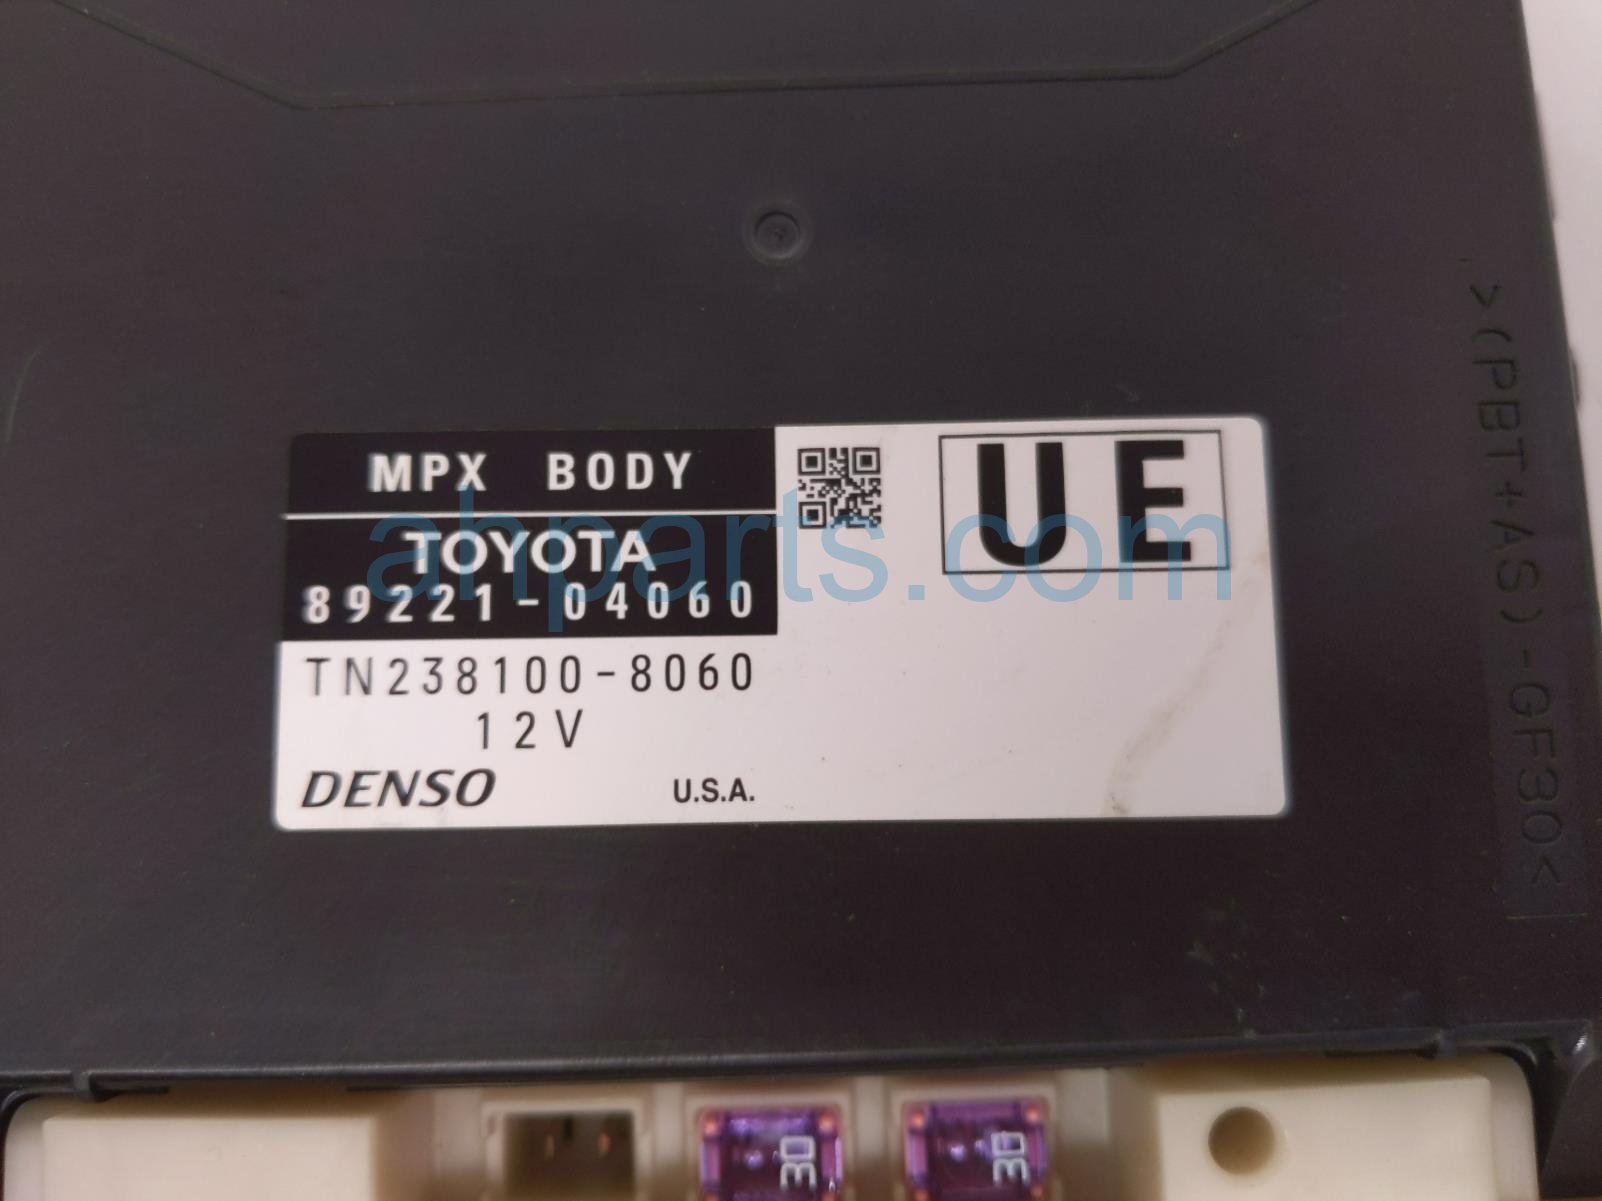 MPX BODY
TOYOTA
89221-04060
TN238100-8060
12V
DENSO U.S.A.
UE
>(PBT+AS)-GF30<
30
30
ahparts.com